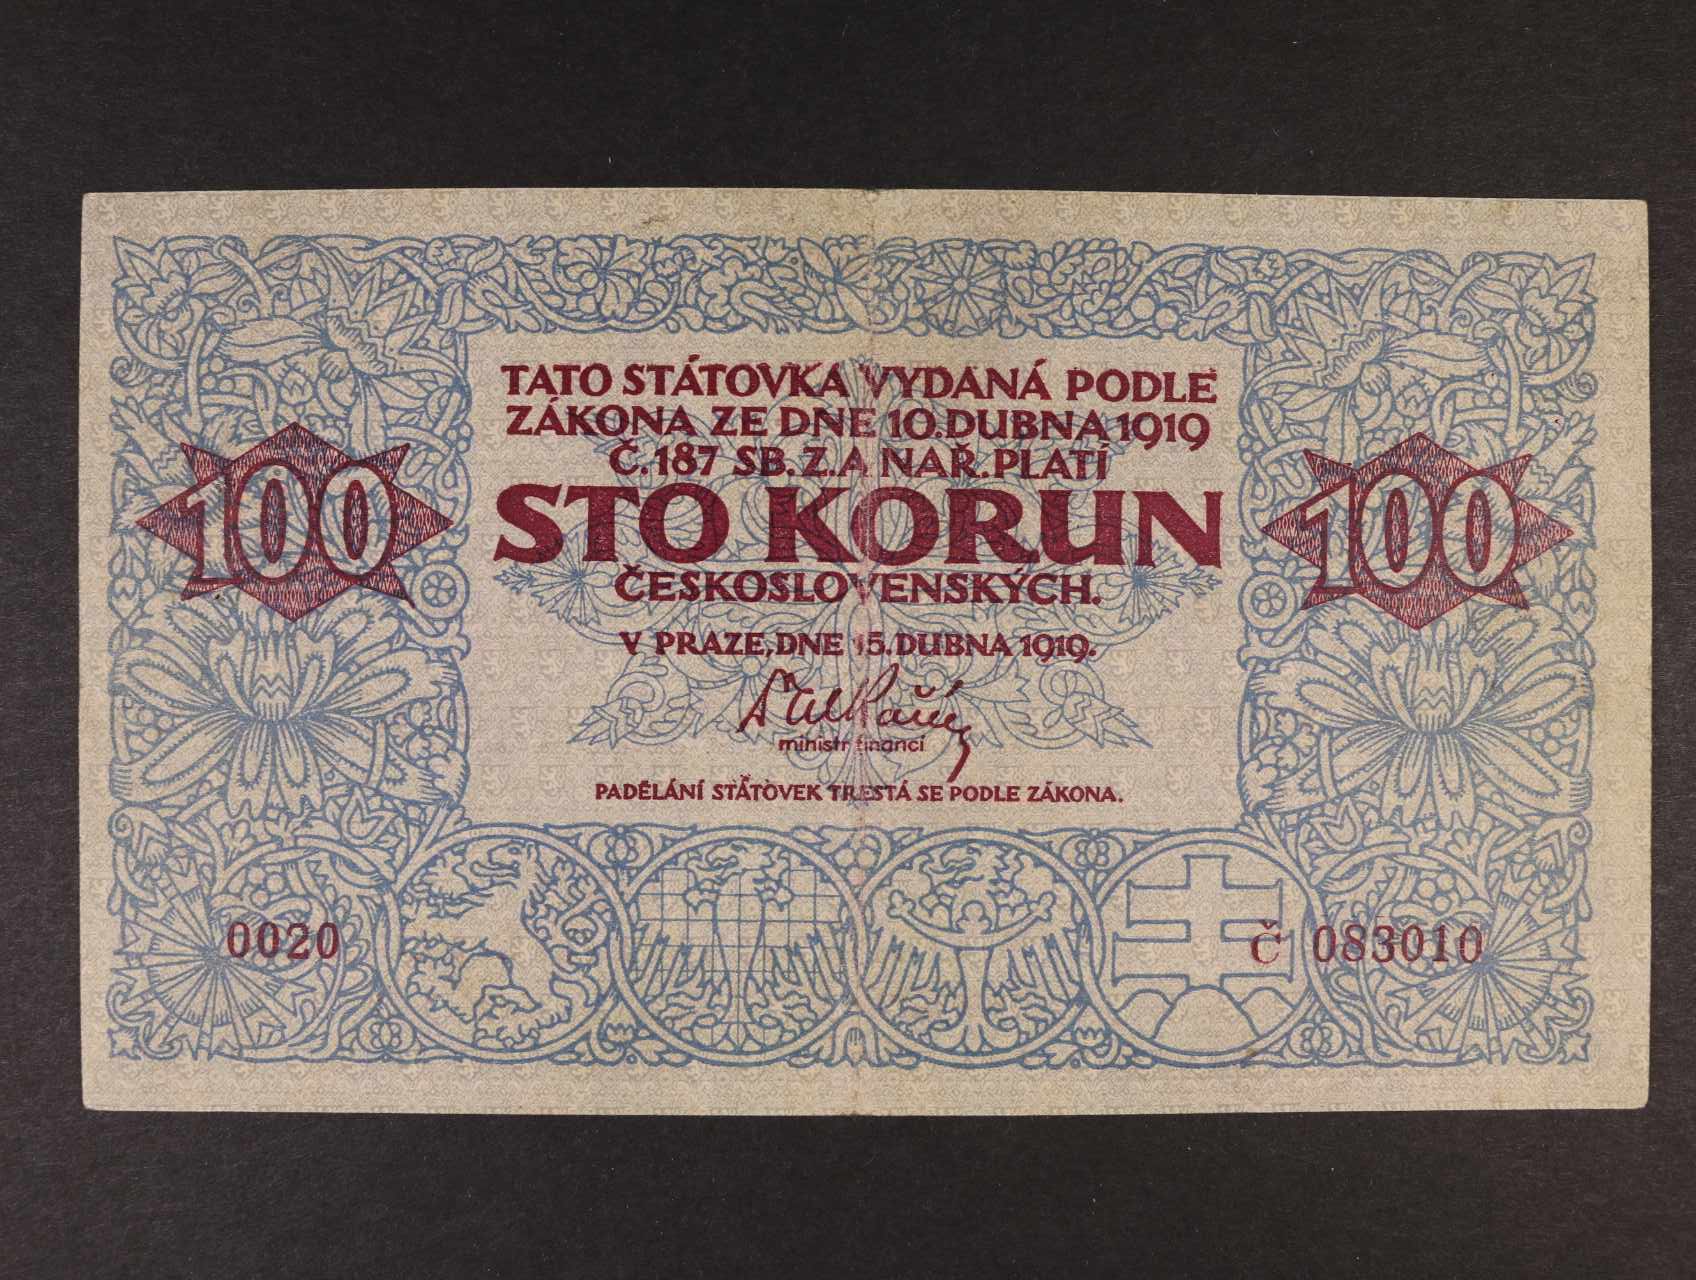 TATO STÁTOVKA VYDANÁ PODLE
ZÁKONA ZE DNE 10. DUBNA 1919
Č. 187 SB. Z. A NAŘ. PLATÍ
100 STO KORUN 100
ČESKOSLOVENSKÝCH.
V PRAZE, DNE 15. DUBNA 1919.
ministr financí
PADĚLÁNÍ STÁTOVEK TRESTÁ SE PODLE ZÁKONA.
0020 Č 083010